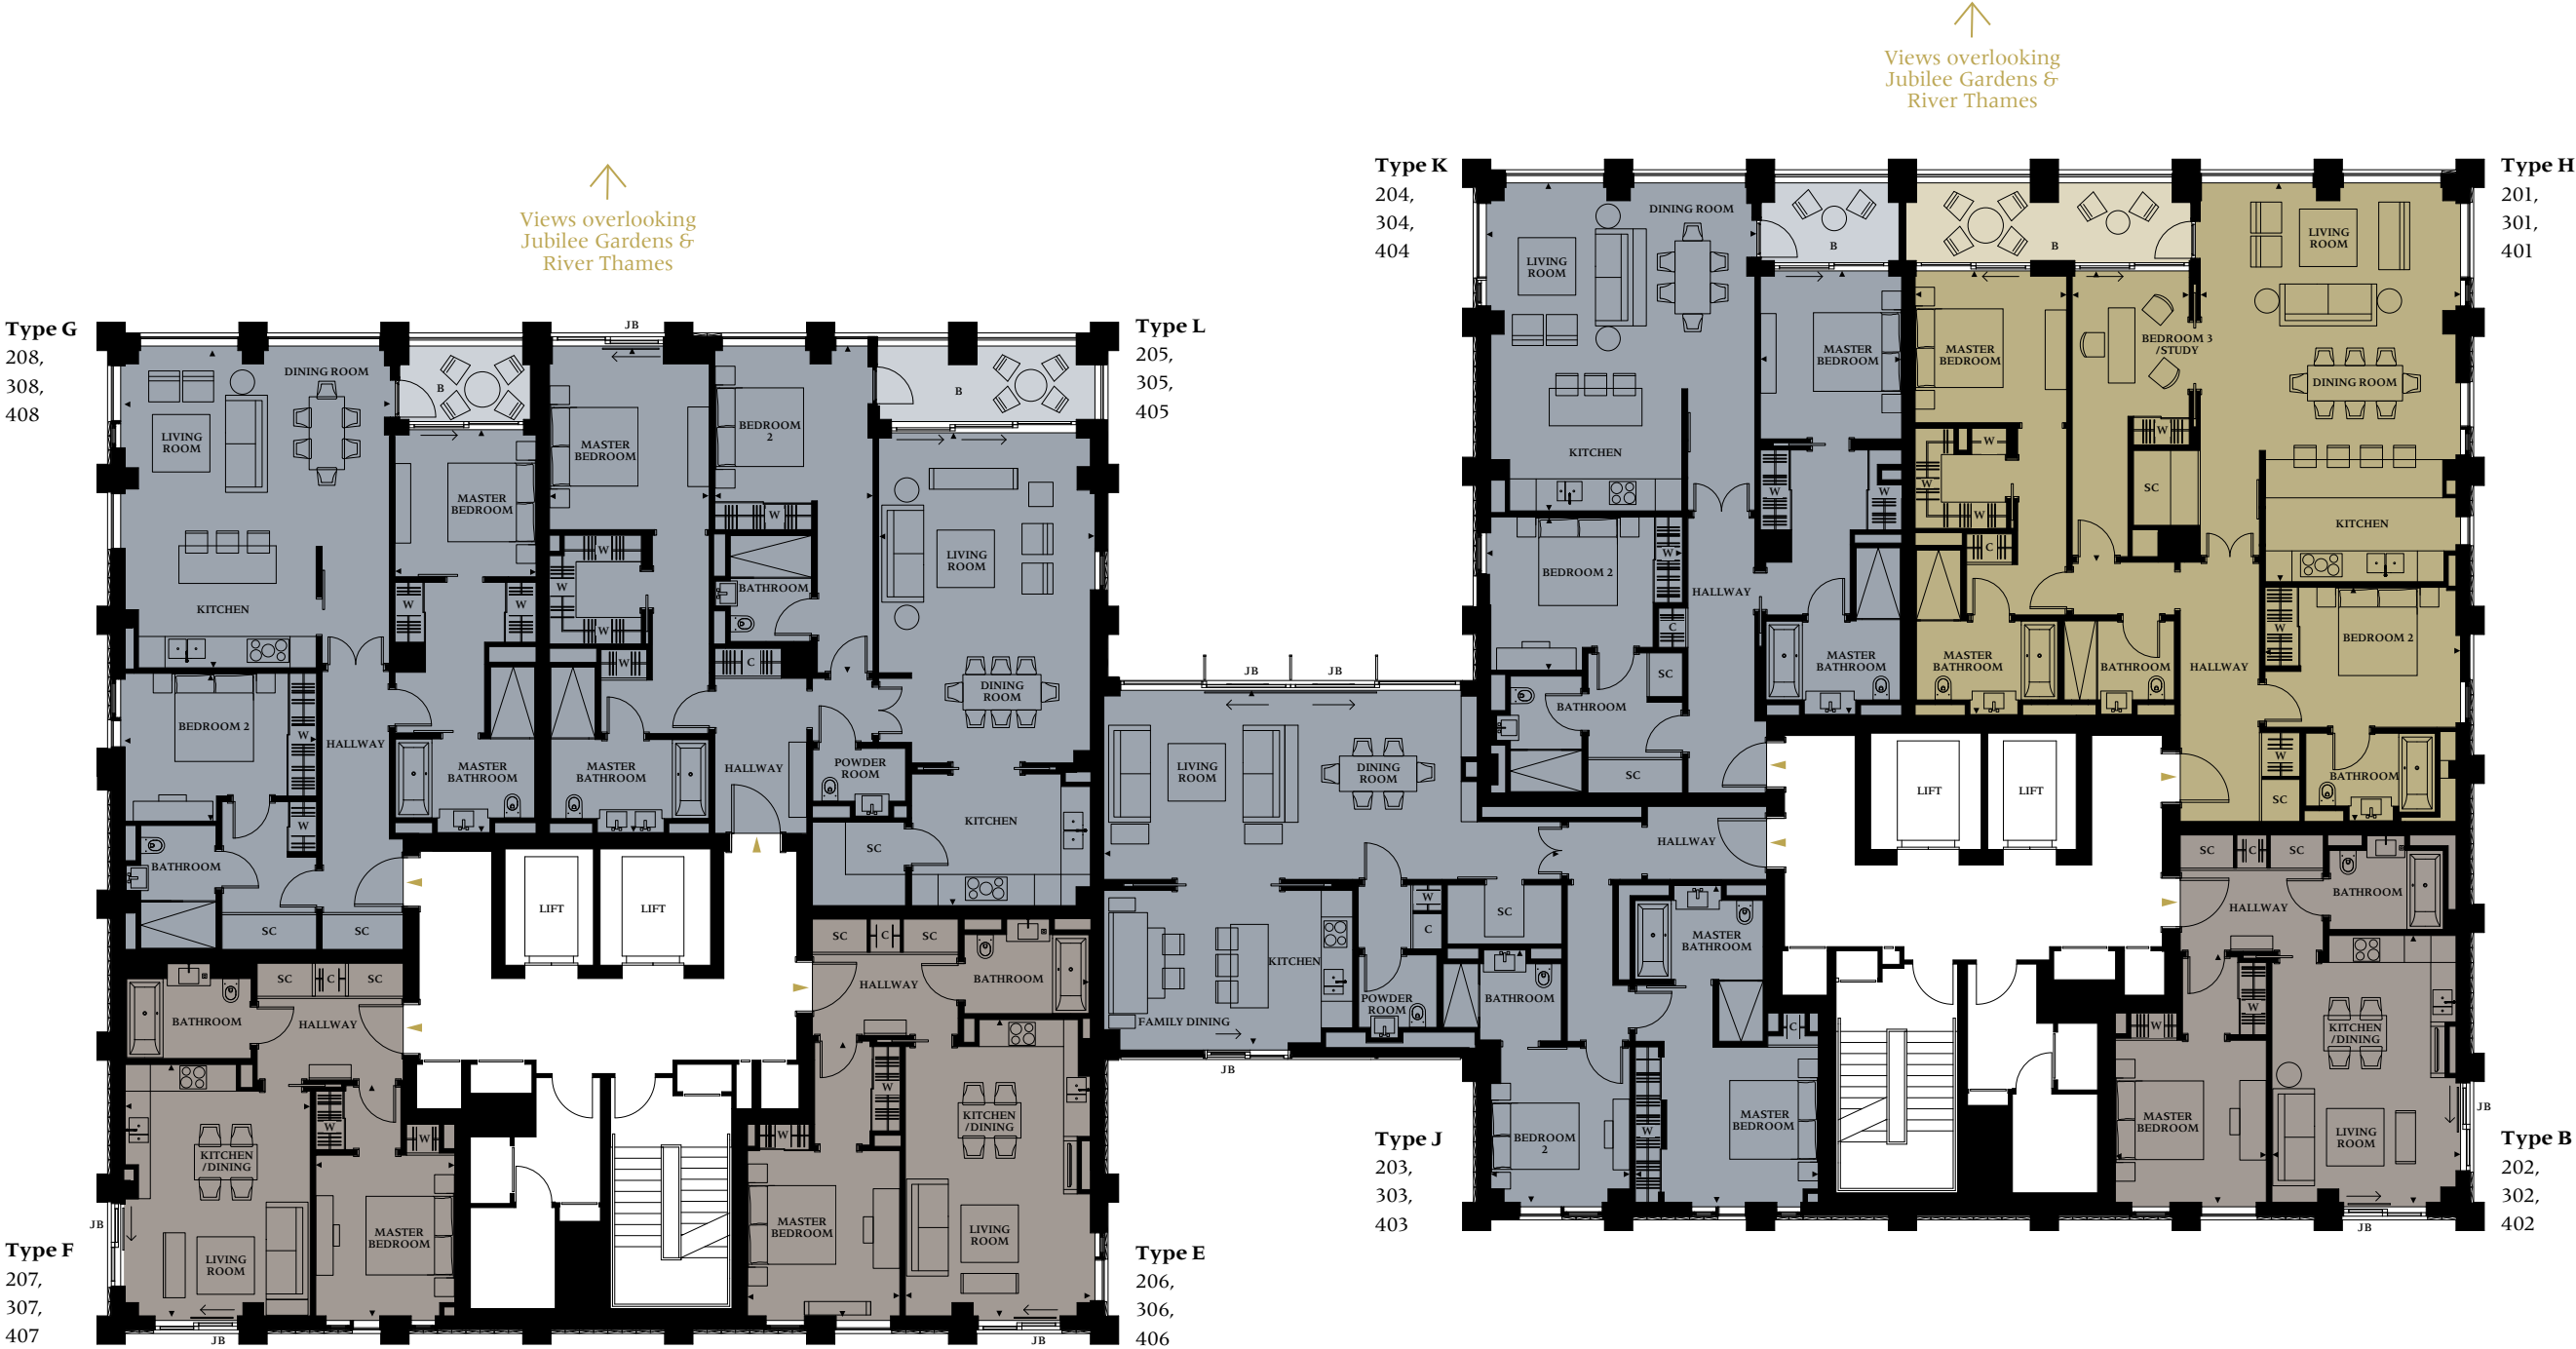 Views overlooking
Jubilee Gardens &
River Thames
Views overlooking
Jubilee Gardens &
River Thames
Type G
208,
308,
408
DINING ROOM
B
LIVING
ROOM
MASTER
BEDROOM
KITCHEN
W
W
BEDROOM 2
W
HALLWAY
MASTER
BATHROOM
W
BATHROOM
SC
SC
Type L
205,
305,
405
JB
MASTER
BEDROOM
BEDROOM
2
B
W
LIVING
ROOM
W
W
W
BATHROOM
W
C
DINING
ROOM
MASTER
BATHROOM
HALLWAY
POWDER
ROOM
KITCHEN
SC
LIFT
LIFT
Type F
207,
307,
407
SC
C
SC
BATHROOM
HALLWAY
W
W
KITCHEN
/DINING
MASTER
BEDROOM
LIVING
ROOM
JB
JB
Type E
206,
306,
406
SC
C
SC
HALLWAY
BATHROOM
W
W
KITCHEN
/DINING
MASTER
BEDROOM
LIVING
ROOM
JB
Type K
204,
304,
404
DINING ROOM
B
LIVING
ROOM
MASTER
BEDROOM
KITCHEN
W
W
BEDROOM 2
W
HALLWAY
C
SC
MASTER
BATHROOM
BATHROOM
SC
Type H
201,
301,
401
B
LIVING
ROOM
MASTER
BEDROOM
BEDROOM 3
/STUDY
DINING ROOM
W
W
W
W
SC
KITCHEN
C
W
BEDROOM 2
MASTER
BATHROOM
BATHROOM
HALLWAY
W
BATHROOM
SC
LIFT
LIFT
Type J
203,
303,
403
JB
JB
LIVING
ROOM
DINING
ROOM
HALLWAY
W
C
SC
MASTER
BATHROOM
KITCHEN
FAMILY DINING
POWDER
ROOM
BATHROOM
C
JB
BEDROOM
2
W
MASTER
BEDROOM
Type B
202,
302,
402
SC
C
SC
BATHROOM
HALLWAY
W
W
KITCHEN
/DINING
MASTER
BEDROOM
LIVING
ROOM
JB
JB